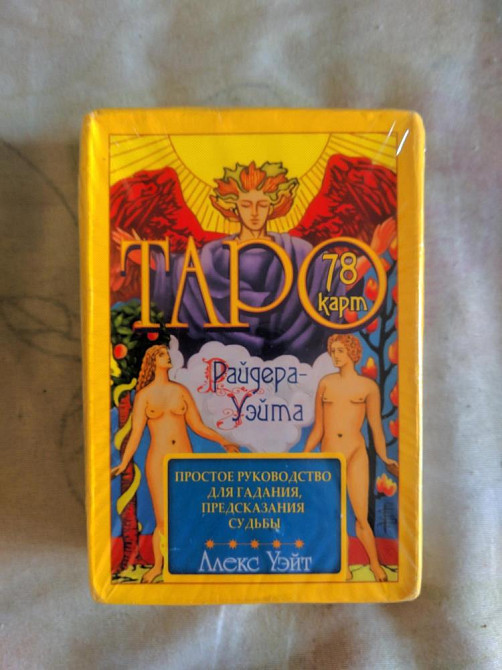 ТАРО
78
карт
Райдера-
Уэйта
ПРОСТОЕ РУКОВОДСТВО
ДЛЯ ГАДАНИЯ,
ПРЕДСКАЗАНИЯ
СУДЬБЫ
Алекс Уэйт